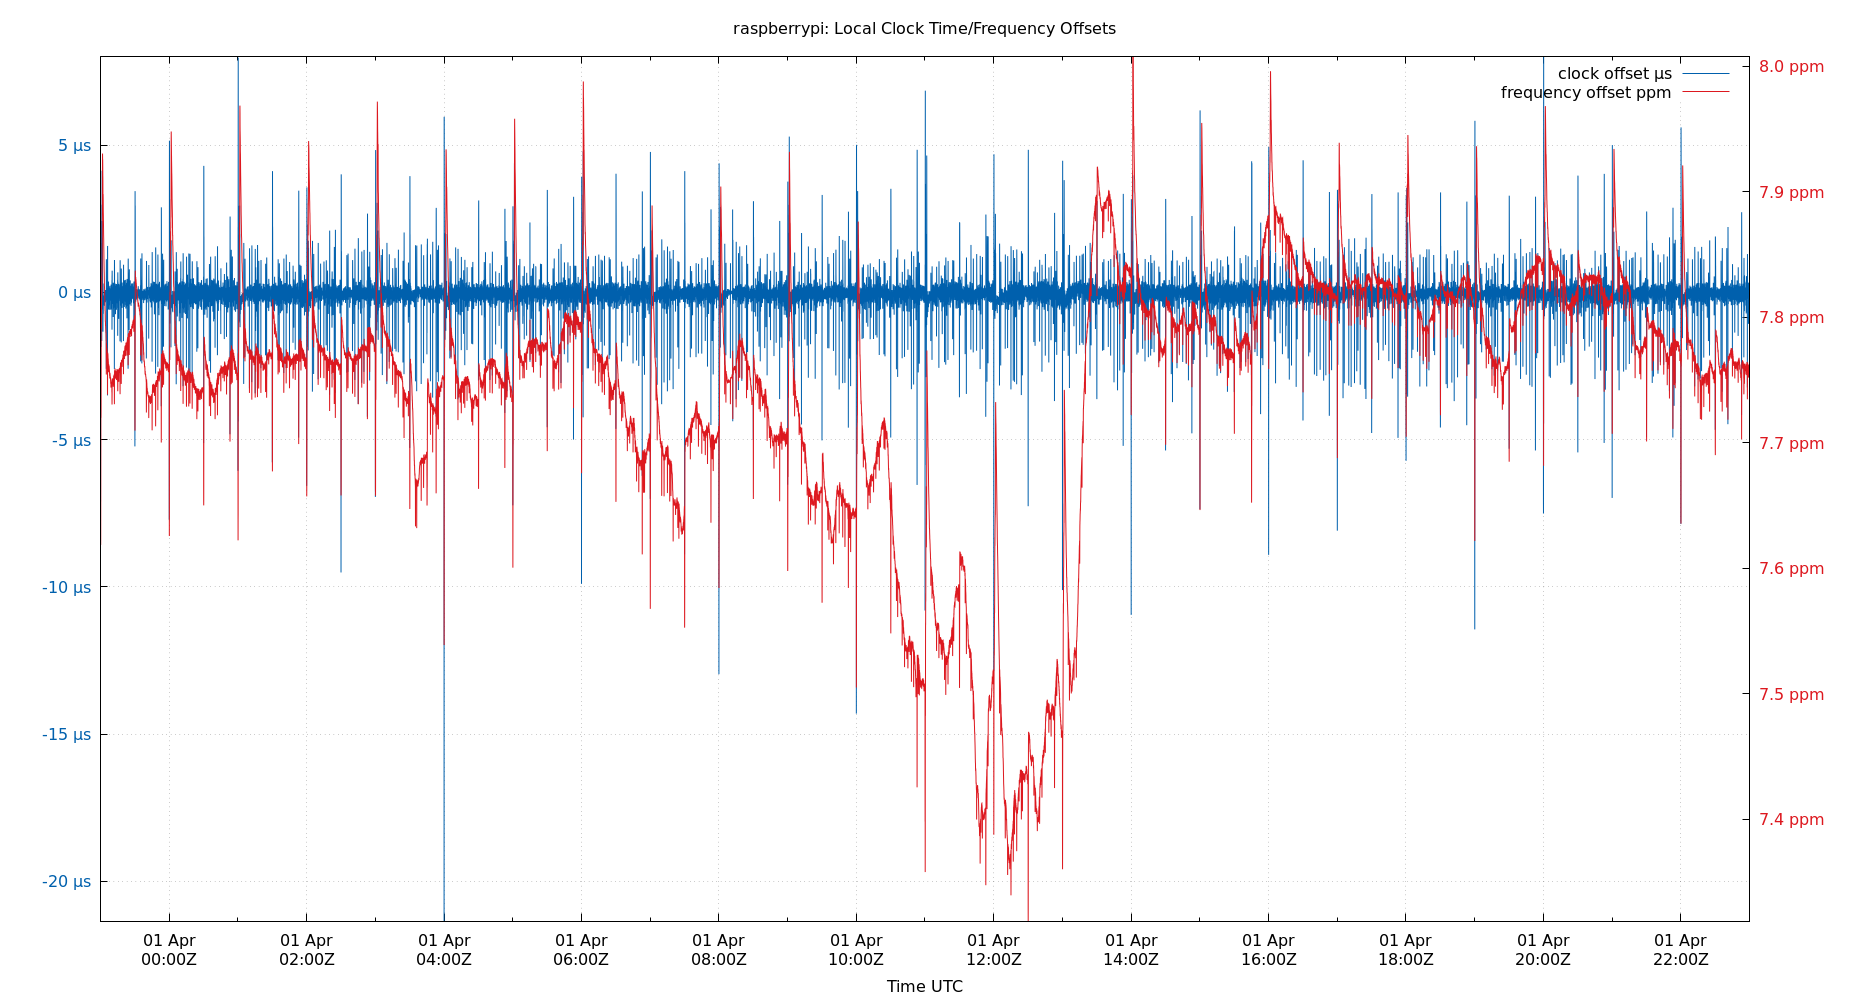 raspberrypi: Local Clock Time/Frequency Offsets
clock offset µs
frequency offset ppm
5 µs
0 µs
-5 µs
-10 µs
-15 µs
-20 µs
8.0 ppm
7.9 ppm
7.8 ppm
7.7 ppm
7.6 ppm
7.5 ppm
7.4 ppm
01 Apr 01 Apr 01 Apr 01 Apr 01 Apr 01 Apr 01 Apr 01 Apr 01 Apr 01 Apr 01 Apr 01 Apr
00:00Z 02:00Z 04:00Z 06:00Z 08:00Z 10:00Z 12:00Z 14:00Z 16:00Z 18:00Z 20:00Z 22:00Z
Time UTC